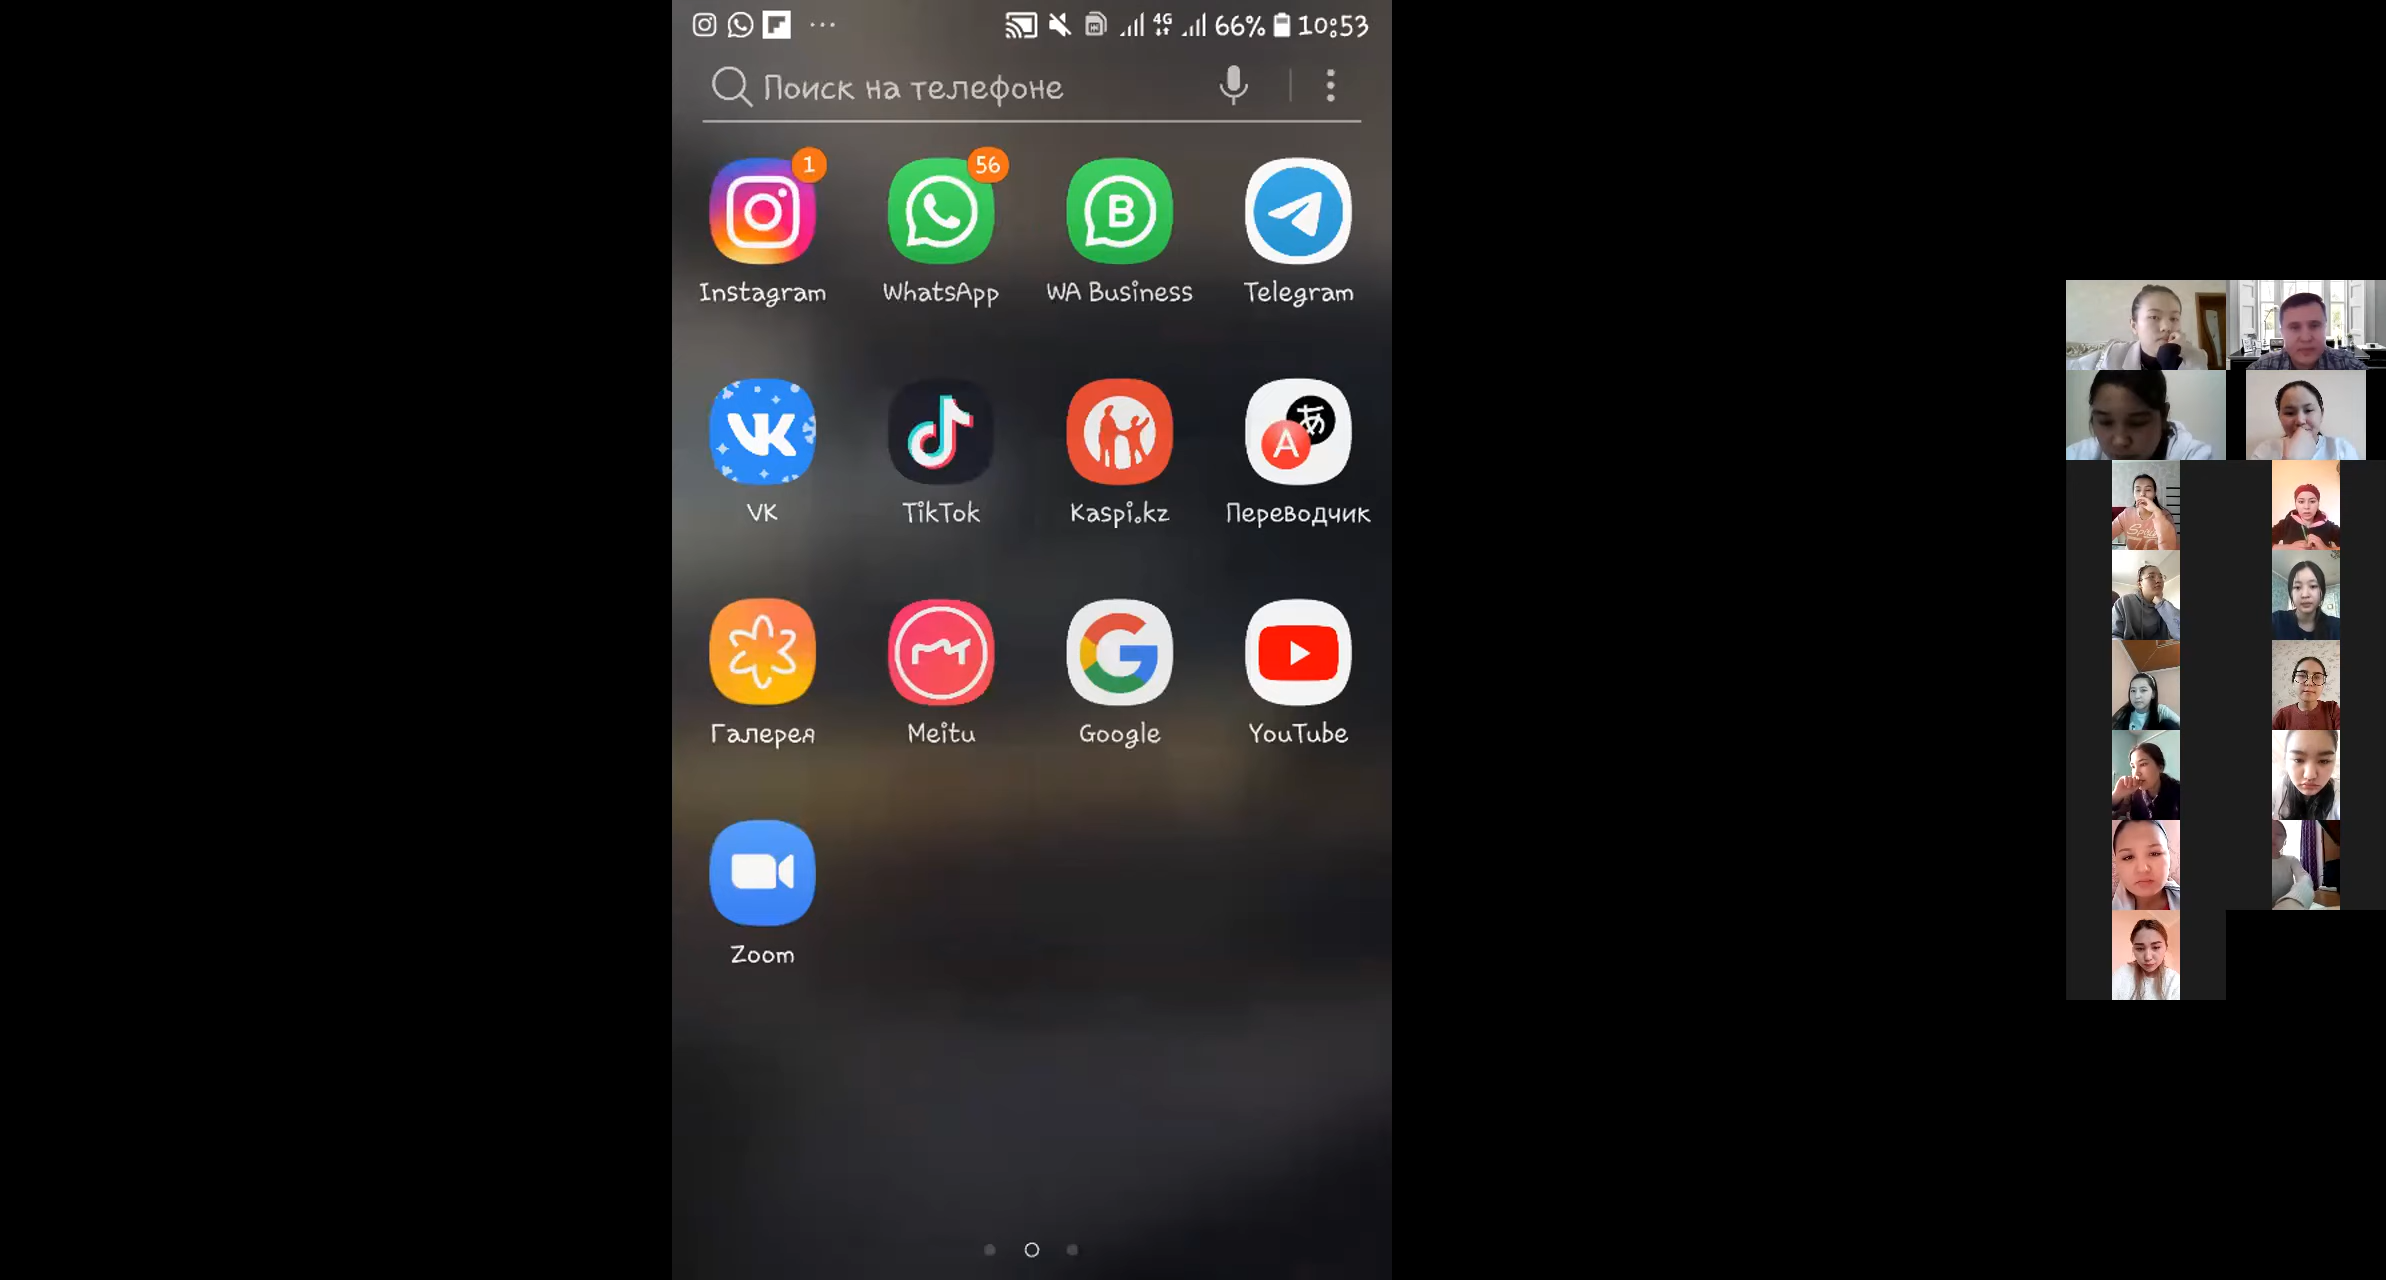 4G 66% 10:53
Поиск на телефоне
1 56
Instagram WhatsApp WA Business Telegram
VK TikTok Kaspi.kz Переводчик
Галерея Meitu Google YouTube
Zoom